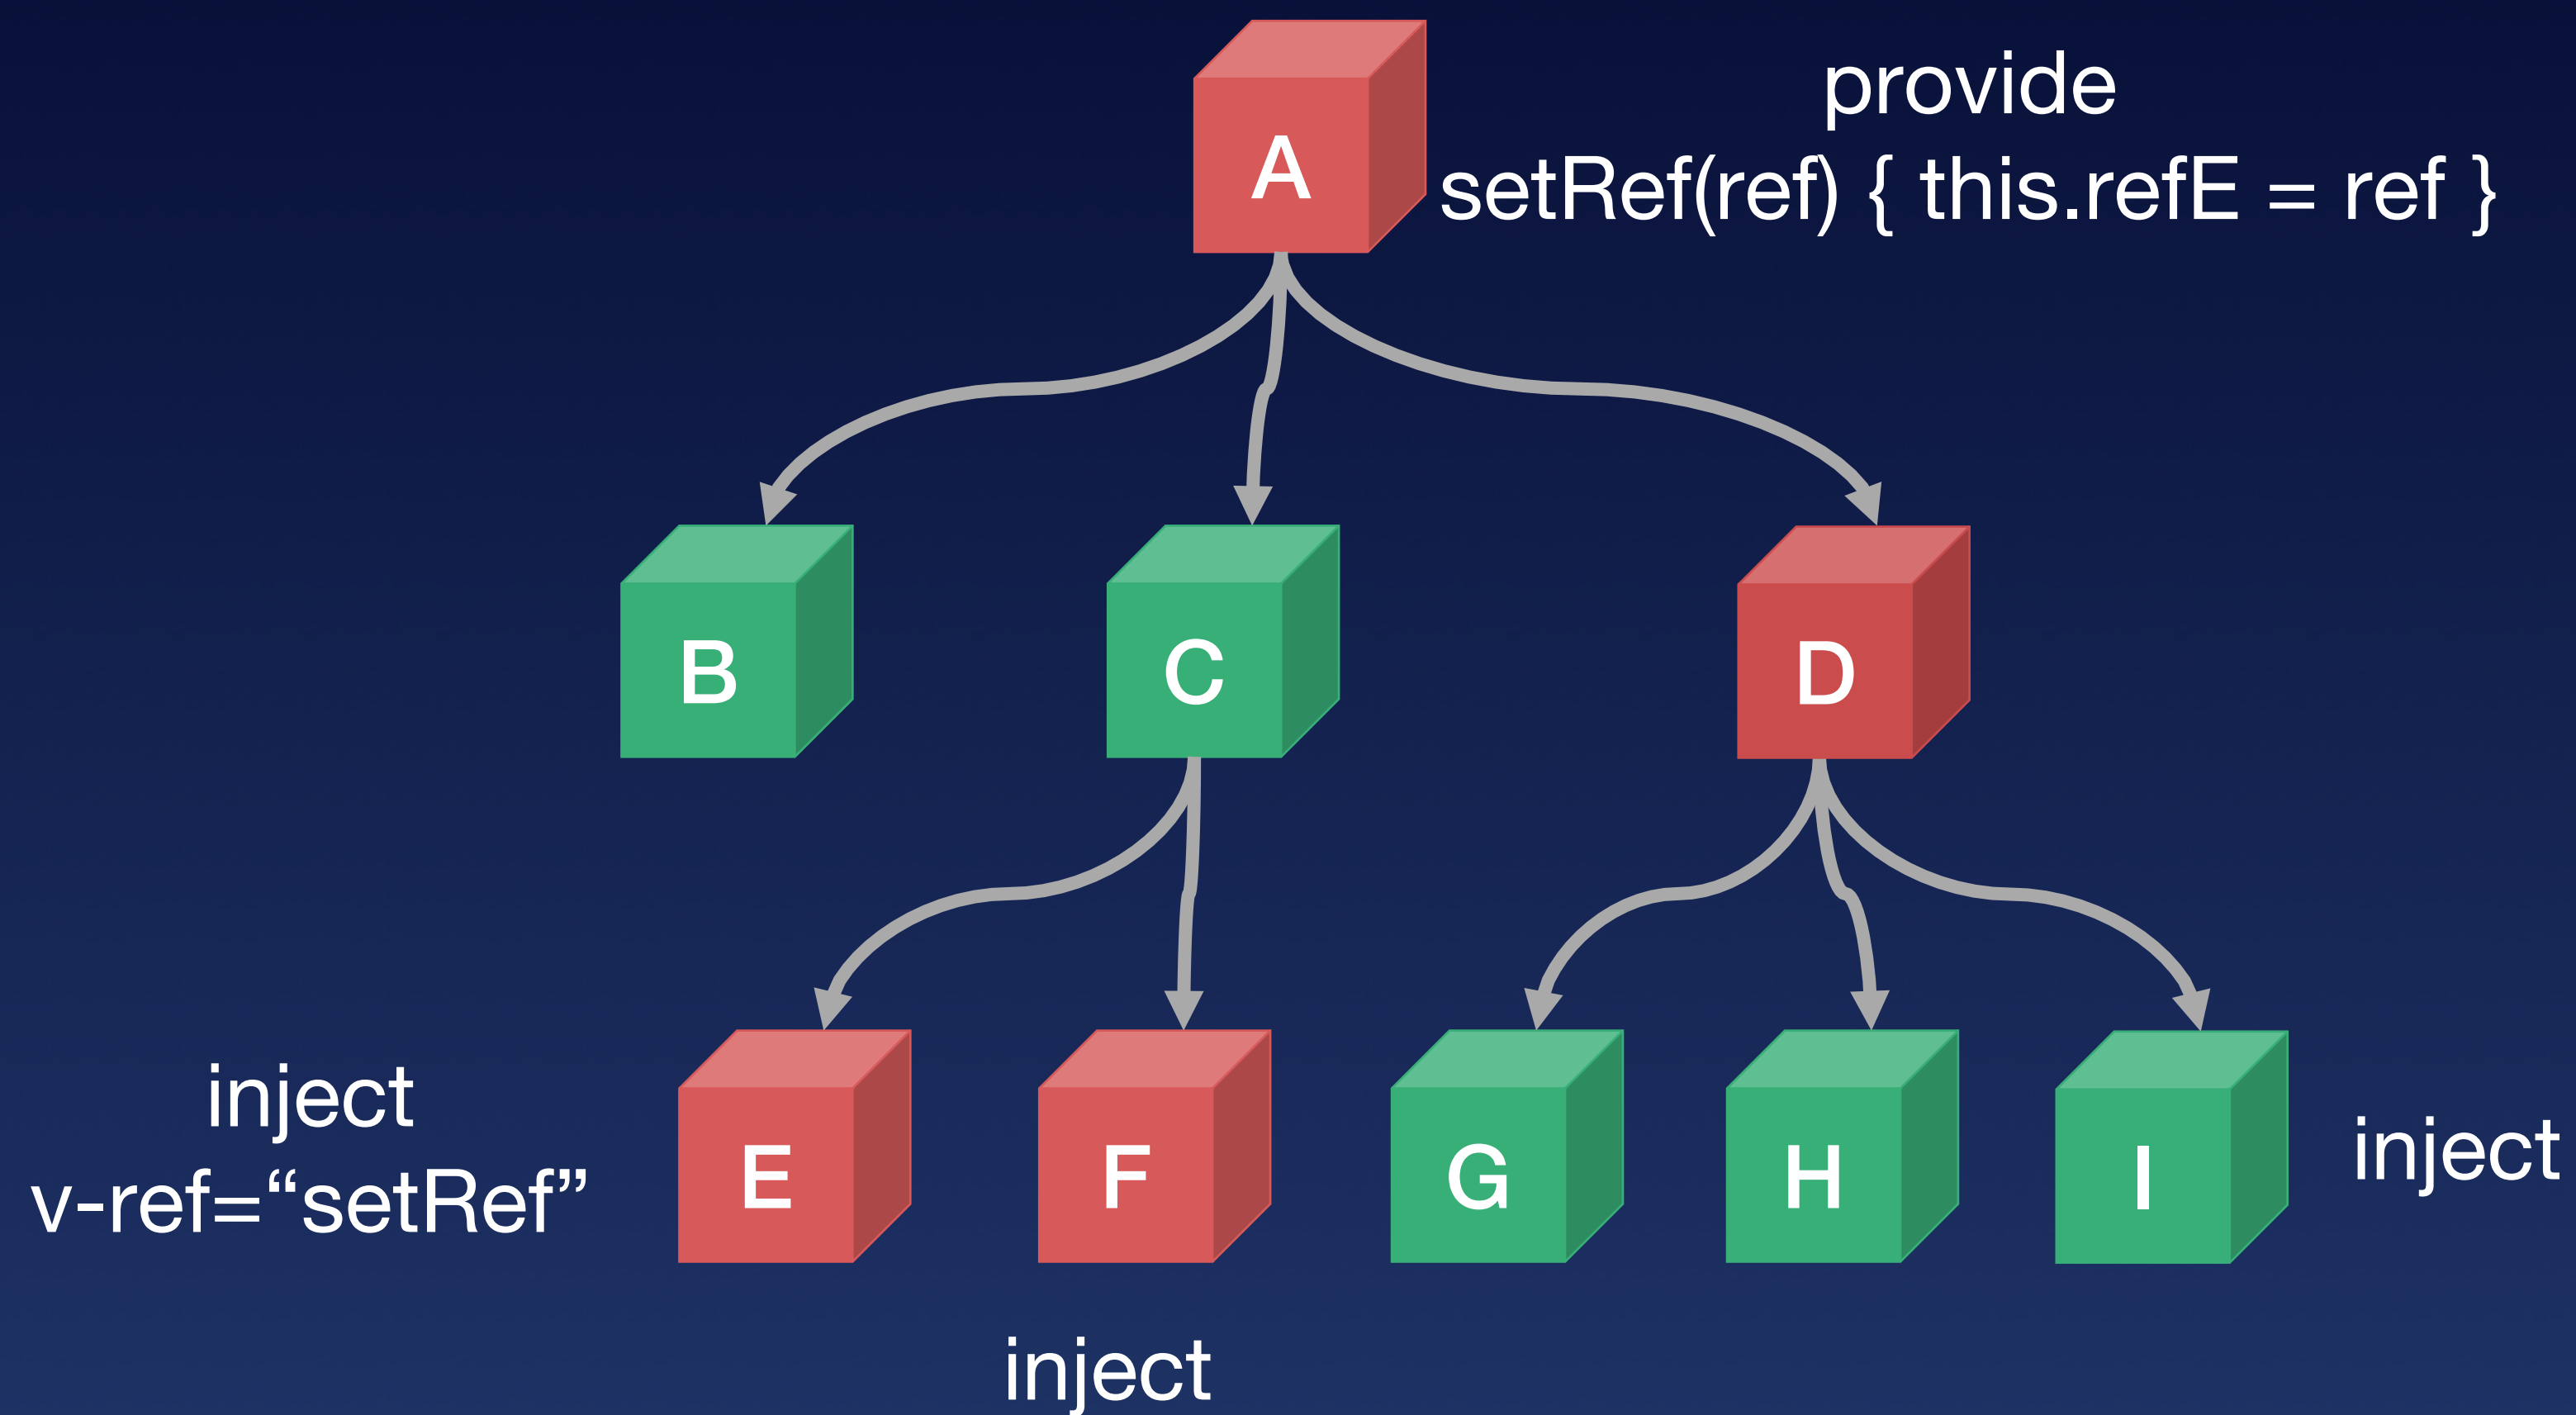 A
provide
setRef(ref) { this.refE = ref }
B
C
D
inject
v-ref=“setRef”
E
F
G
H
I
inject
inject